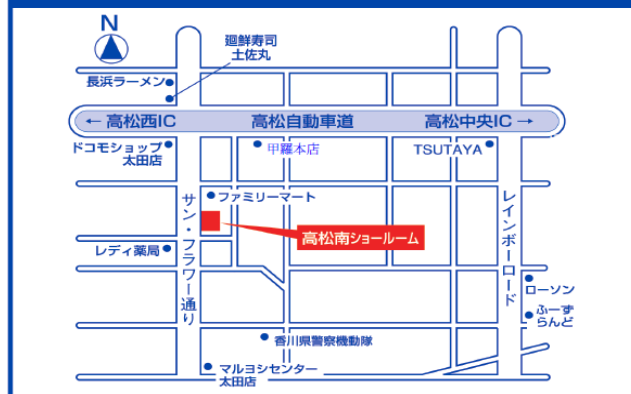 N
廻鮮寿司
土佐丸
長浜ラーメン
← 高松西IC
高松自動車道
高松中央IC →
ドコモショップ
太田店
甲羅本店
TSUTAYA
サン・フラワー通り
ファミリーマート
レインボーロード
高松南ショールーム
レディ薬局
ローソン
ふーず
らんど
香川県警察機動隊
マルヨシセンター
太田店